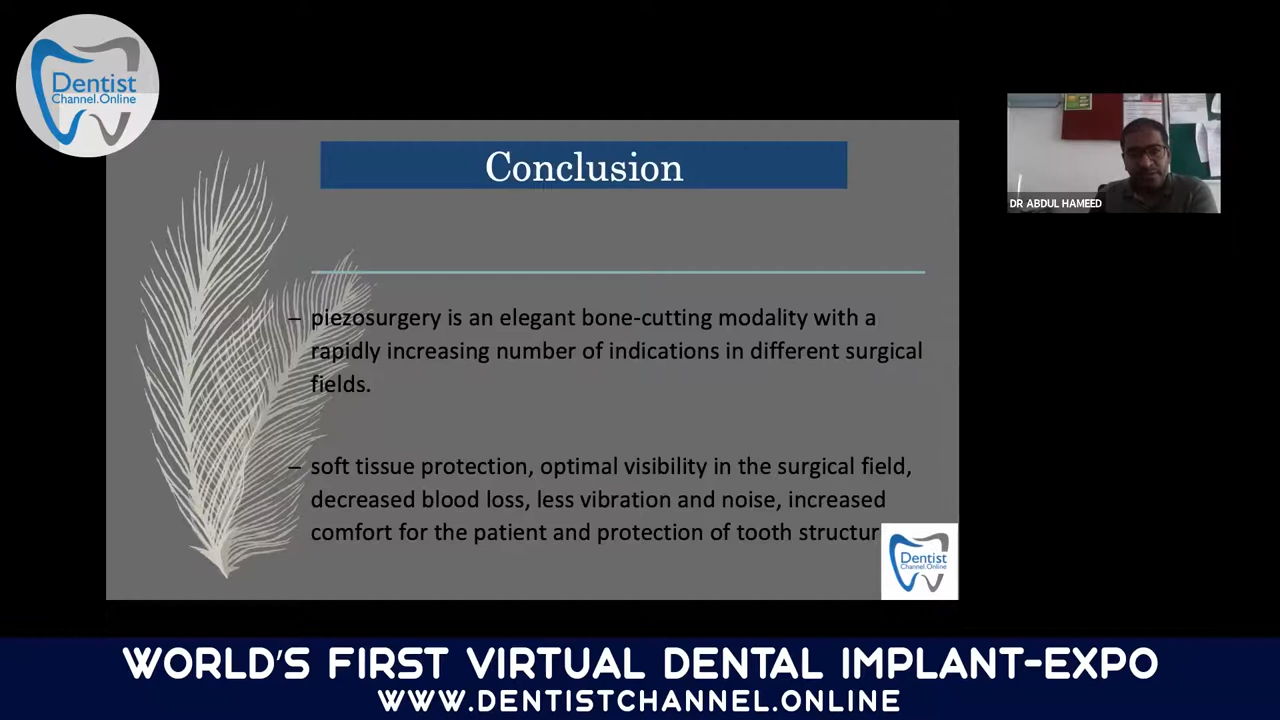 Dentist
Channel.Online
Conclusion
DR ABDUL HAMEED
– piezosurgery is an elegant bone-cutting modality with a
rapidly increasing number of indications in different surgical
fields.
– soft tissue protection, optimal visibility in the surgical field,
decreased blood loss, less vibration and noise, increased
comfort for the patient and protection of tooth structur
Dentist
Channel.Online
WORLD'S FIRST VIRTUAL DENTAL IMPLANT-EXPO
WWW.DENTISTCHANNEL.ONLINE